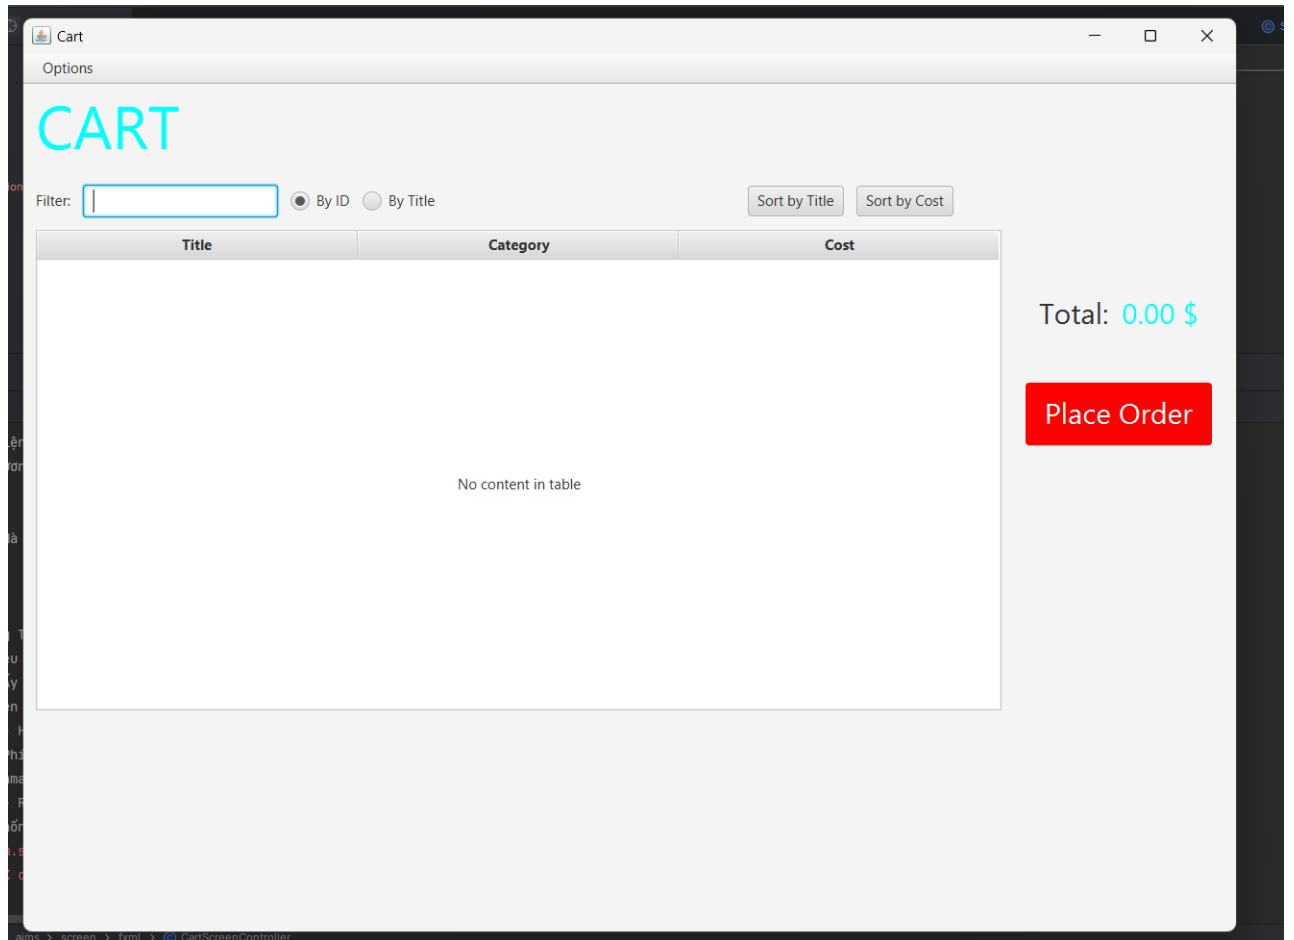 Cart
Options
CART
Filter: By ID By Title Sort by Title Sort by Cost
Title Category Cost
Total: 0.00 $
Place Order
No content in table
aims > screen > fxml > CartScreenController